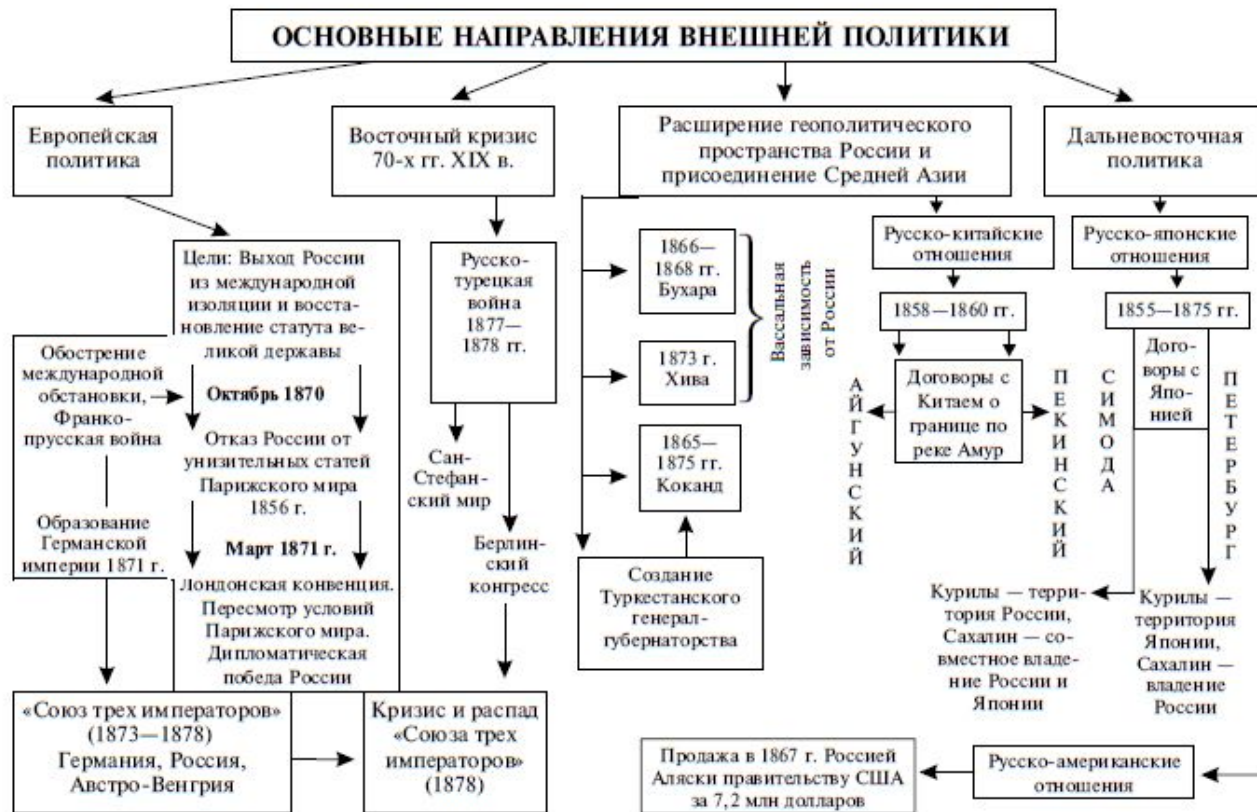 ОСНОВНЫЕ НАПРАВЛЕНИЯ ВНЕШНЕЙ ПОЛИТИКИ
Европейская
политика
Восточный кризис
70-х гг. XIX в.
Расширение геополитического
пространства России и
присоединение Средней Азии
Дальневосточная
политика
Цели: Выход России
из международной
изоляции и восста-
новление статута ве-
ликой державы
Обострение
международной
обстановки,
Франко-
прусская война
Октябрь 1870
Отказ России от
унизительных статей
Парижского мира
1856 г.
Образование
Германской
империи 1871 г.
Март 1871 г.
Лондонская конвенция.
Пересмотр условий
Парижского мира.
Дипломатическая
победа России
«Союз трех императоров»
(1873—1878)
Германия, Россия,
Австро-Венгрия
Русско-
турецкая
война
1877—
1878 гг.
Сан-
Стефан-
ский мир
Берлин-
ский
конгресс
Кризис и распад
«Союза трех
императоров»
(1878)
1866—
1868 гг.
Бухара
1873 г.
Хива
Вассальная
зависимость
от России
1865—
1875 гг.
Коканд
Создание
Туркестанского
генерал-
губернаторства
Русско-китайские
отношения
1858—1860 гг.
Договоры с
Китаем о
границе по
реке Амур
АЙГУНСКИЙ
ПЕКИНСКИЙ
Русско-японские
отношения
1855—1875 гг.
Дого-
воры с
Япо-
нией
СИМОДА
ПЕТЕРБУРГ
Курилы — терри-
тория России,
Сахалин — со-
вместное владе-
ние России и
Японии
Курилы —
территория
Японии,
Сахалин —
владение
России
Русско-американские
отношения
Продажа в 1867 г. Россией
Аляски правительству США
за 7,2 млн долларов